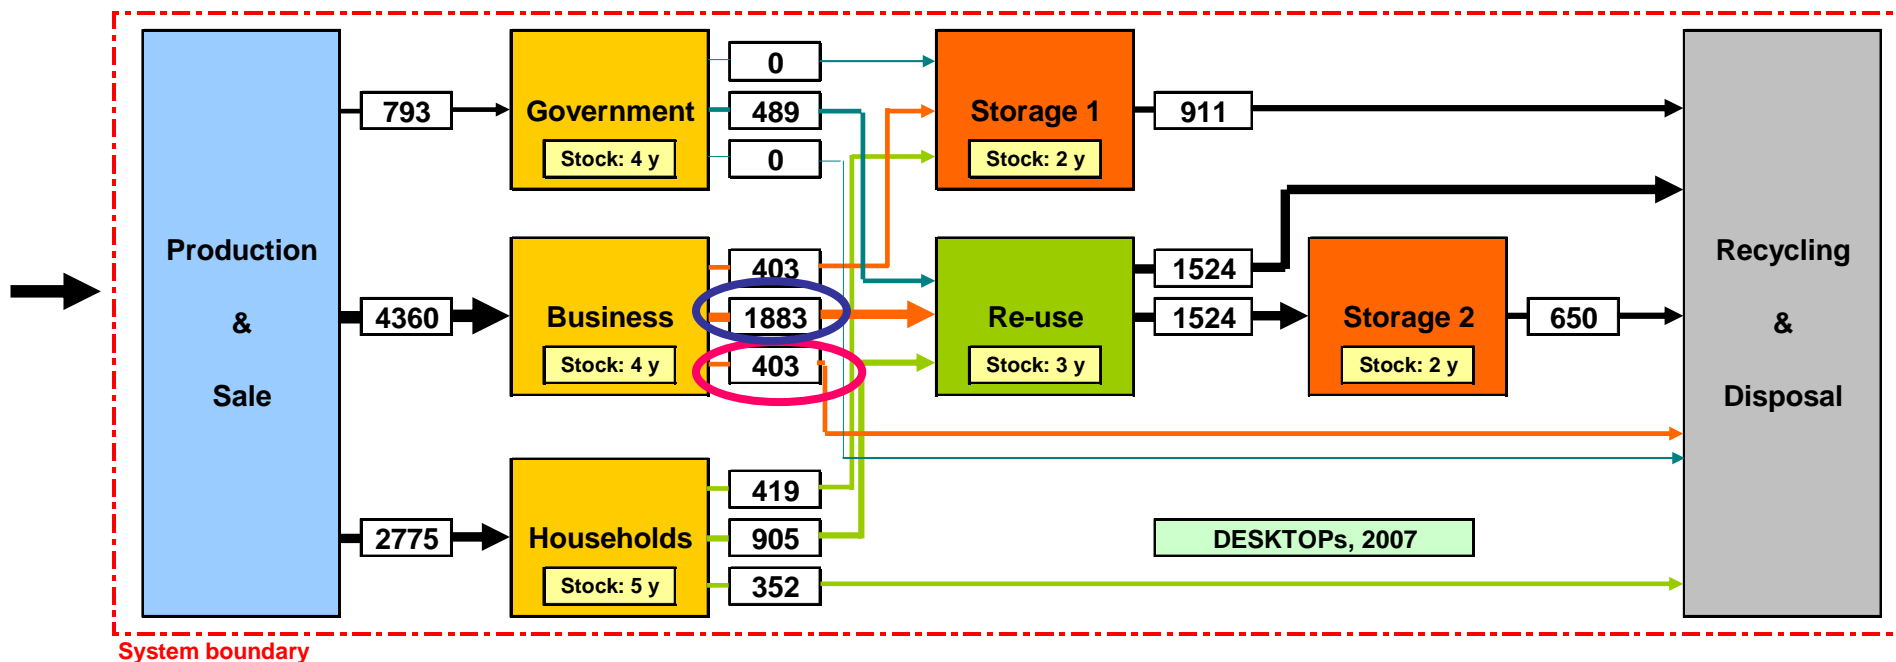 Production
&
Sale
793
4360
2775
Government
Stock: 4 y
0
489
0
Business
Stock: 4 y
403
1883
403
Households
Stock: 5 y
419
905
352
Storage 1
Stock: 2 y
911
Re-use
Stock: 3 y
1524
1524
Storage 2
Stock: 2 y
650
Recycling
&
Disposal
DESKTOPs, 2007
System boundary